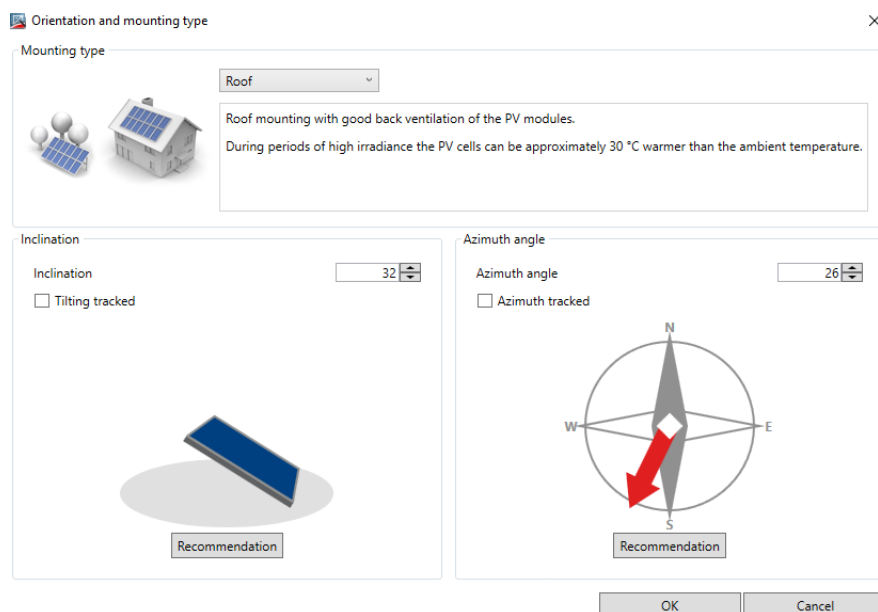 Orientation and mounting type
Mounting type
Roof
Roof mounting with good back ventilation of the PV modules.
During periods of high irradiance the PV cells can be approximately 30 °C warmer than the ambient temperature.
Inclination
Inclination
32
Tilting tracked
Recommendation
Azimuth angle
Azimuth angle
26
Azimuth tracked
N
W
E
S
Recommendation
OK
Cancel